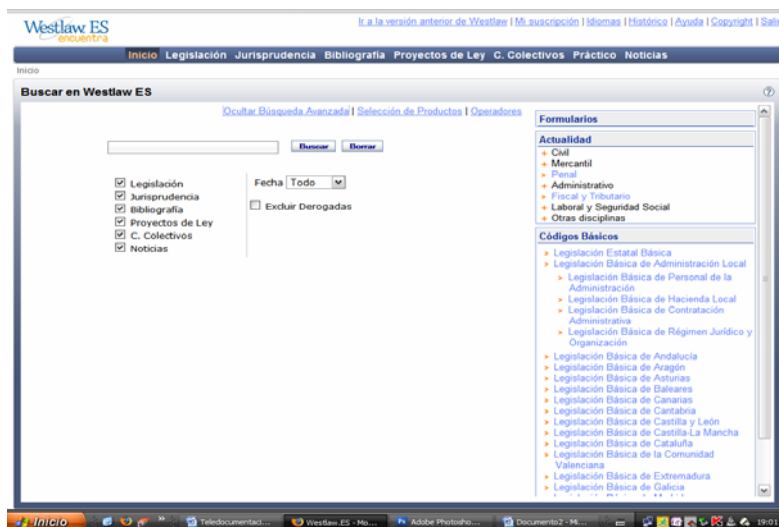 Westlaw ES
encuentra
Ir a la versión anterior de Westlaw | Mi suscripción | Idiomas | Histórico | Ayuda | Copyright |
Inicio Legislación Jurisprudencia Bibliografía Proyectos de Ley C. Colectivos Práctico Noticias
Inicio
Buscar en Westlaw ES
Ocultar Búsqueda Avanzada | Selección de Productos | Operadores
Buscar Borrar
Legislación
Jurisprudencia
Bibliografía
Proyectos de Ley
C. Colectivos
Noticias
Fecha Todo
Excluir Derogadas
Formularios
Actualidad
Civil
Mercantil
Penal
Administrativo
Fiscal y Tributario
Laboral y Seguridad Social
Otras disciplinas
Códigos Básicos
Legislación Estatal Básica
Legislación Básica de Administración Local
Legislación Básica de Personal de la
Administración
Legislación Básica de Hacienda Local
Legislación Básica de Contratación
Administrativa
Legislación Básica de Régimen Jurídico y
Organización
Legislación Básica de Andalucía
Legislación Básica de Aragón
Legislación Básica de Asturias
Legislación Básica de Baleares
Legislación Básica de Canarias
Legislación Básica de Cantabria
Legislación Básica de Castilla y León
Legislación Básica de Castilla-La Mancha
Legislación Básica de Cataluña
Legislación Básica de la Comunidad
Valenciana
Legislación Básica de Extremadura
Legislación Básica de Galicia
Inicio » Teledocumentaci... Westlaw.ES - Mo... Adobe Photosho... Documento2 - Mi... 19:01